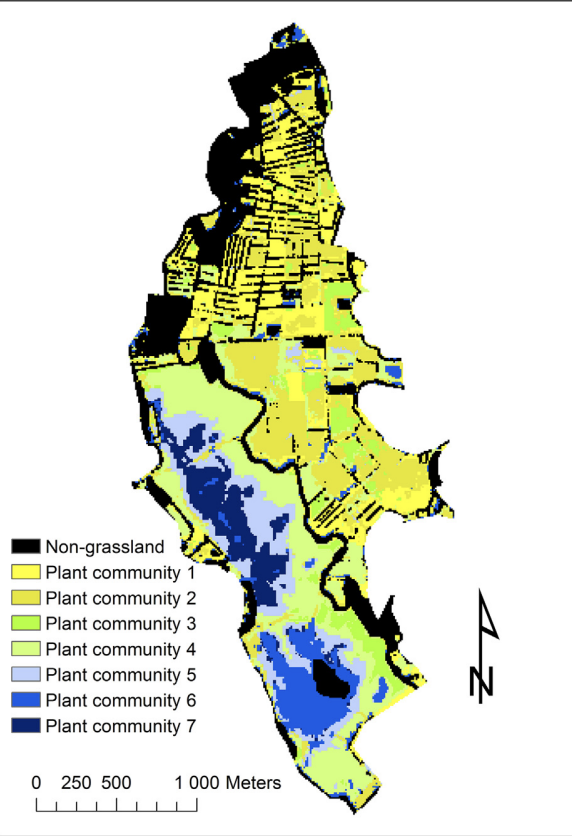 Non-grassland
Plant community 1
Plant community 2
Plant community 3
Plant community 4
Plant community 5
Plant community 6
Plant community 7
N
0 250 500 1 000 Meters